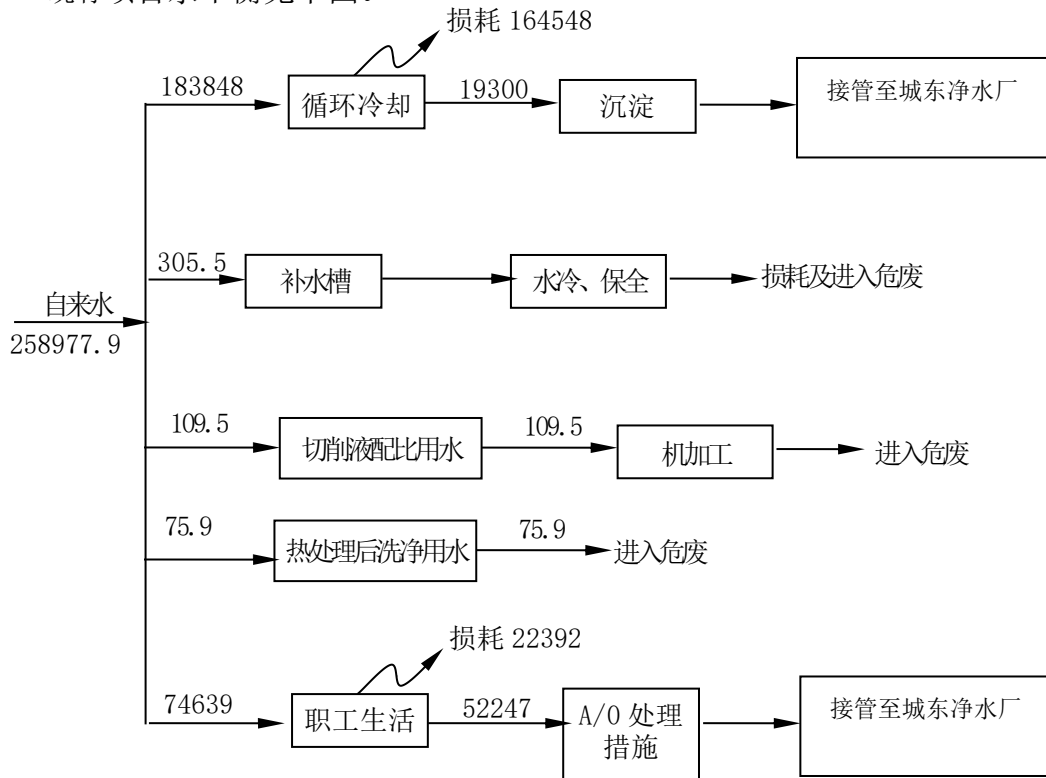 损耗 164548
183848
循环冷却
19300
沉淀
接管至城东净水厂
305.5
补水槽
水冷、保全
损耗及进入危废
自来水
258977.9
109.5
切削液配比用水
109.5
机加工
进入危废
75.9
热处理后洗净用水
75.9
进入危废
损耗 22392
74639
职工生活
52247
A/O 处理
措施
接管至城东净水厂